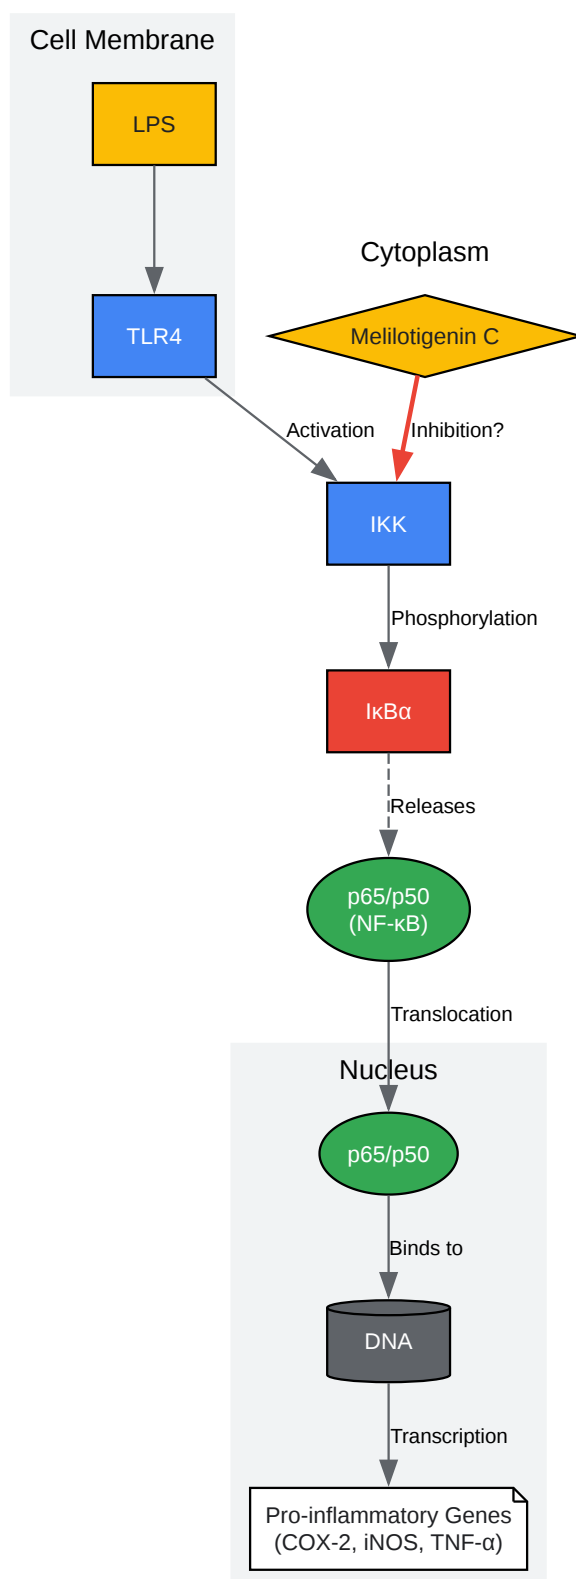 Cell Membrane
LPS
TLR4
Cytoplasm
Melilotigenin C
Activation
Inhibition?
IKK
Phosphorylation
IκBα
Releases
p65/p50
(NF-κB)
Translocation
Nucleus
p65/p50
Binds to
DNA
Transcription
Pro-inflammatory Genes
(COX-2, iNOS, TNF-α)